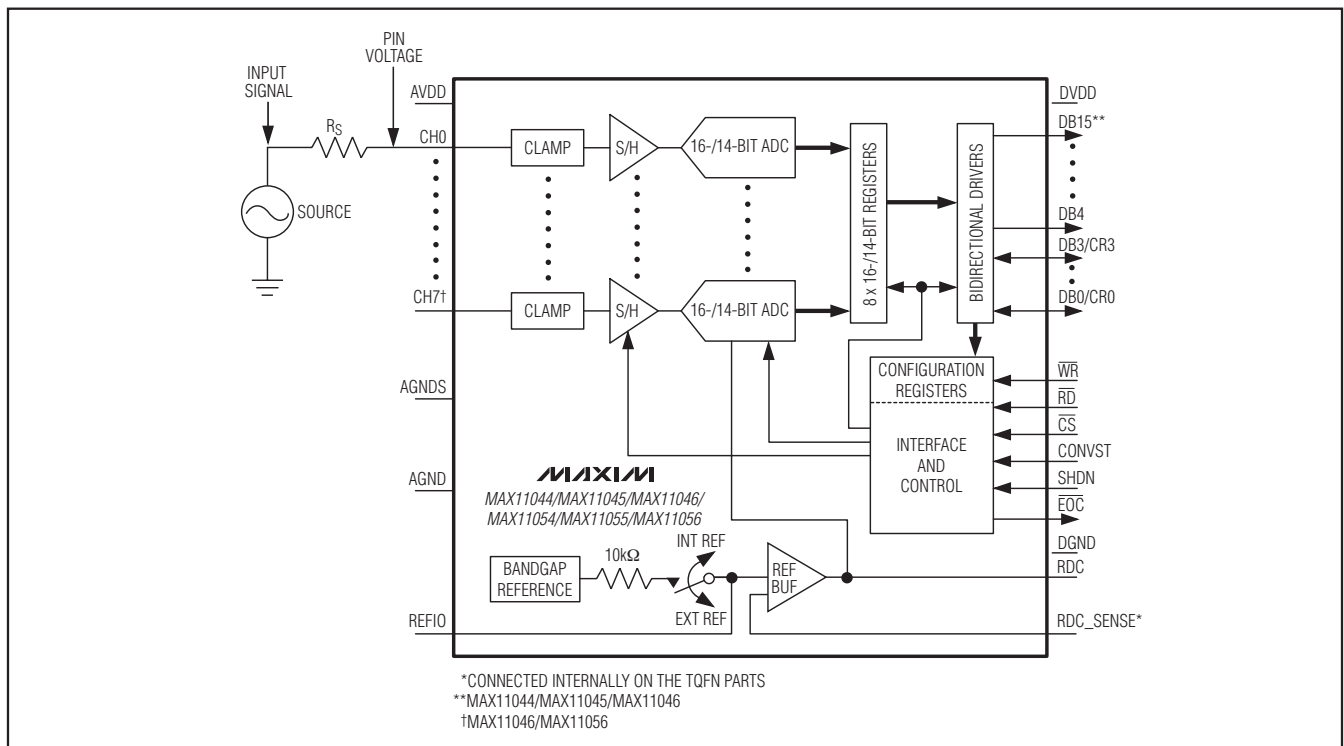 PIN
VOLTAGE
INPUT
SIGNAL
RS
SOURCE
AVDD
CH0
CH7†
AGNDS
AGND
REFIO
CLAMP
S/H
16-/14-BIT ADC
CLAMP
S/H
16-/14-BIT ADC
8 x 16-/14-BIT REGISTERS
BIDIRECTIONAL DRIVERS
CONFIGURATION
REGISTERS
INTERFACE
AND
CONTROL
MAXIM
MAX11044/MAX11045/MAX11046/
MAX11054/MAX11055/MAX11056
BANDGAP
REFERENCE
10kΩ
INT REF
EXT REF
REF
BUF
DVDD
DB15**
DB4
DB3/CR3
DB0/CR0
WR
RD
CS
CONVST
SHDN
EOC
DGND
RDC
RDC_SENSE*
*CONNECTED INTERNALLY ON THE TQFN PARTS
**MAX11044/MAX11045/MAX11046
†MAX11046/MAX11056